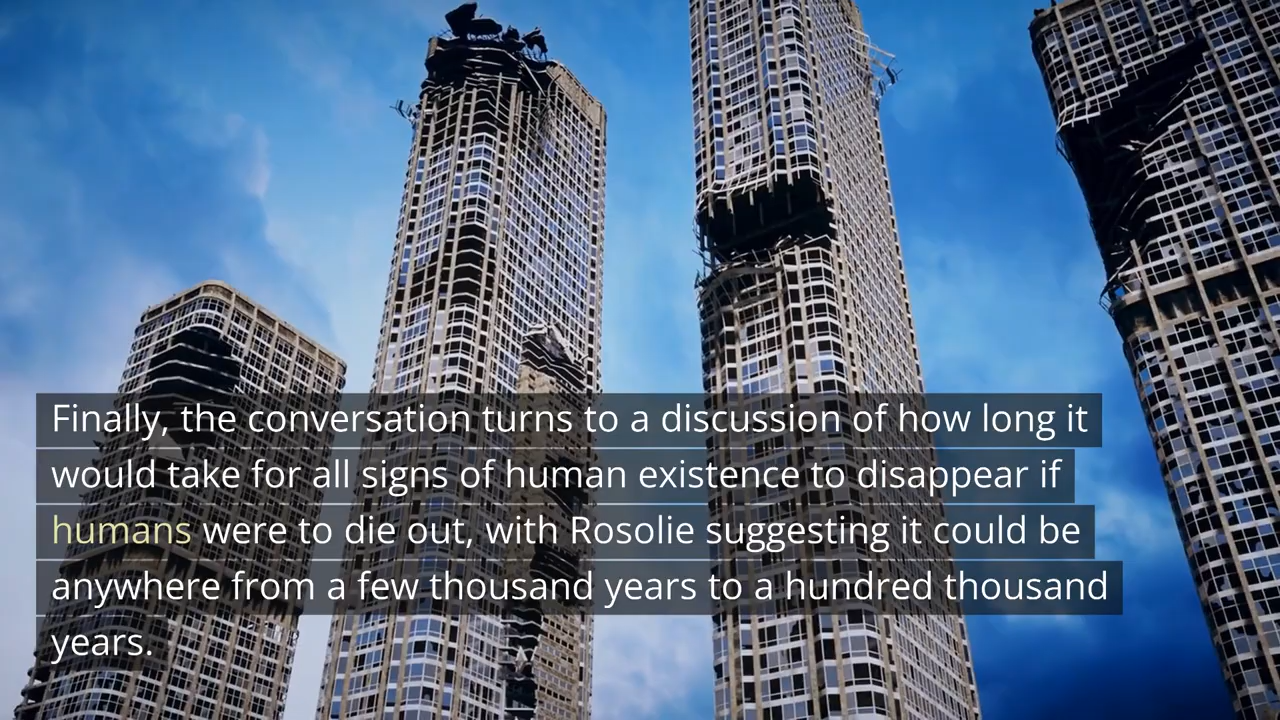 Finally, the conversation turns to a discussion of how long it
would take for all signs of human existence to disappear if
humans were to die out, with Rosolie suggesting it could be
anywhere from a few thousand years to a hundred thousand
years.